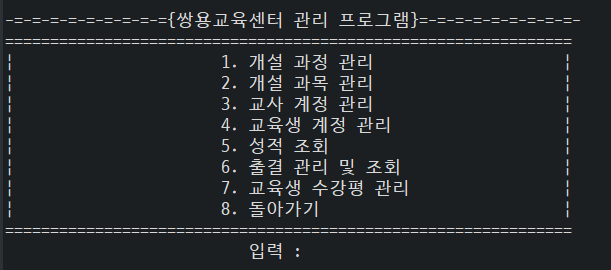 -=-=-=-=-=-=-=-=-={쌍용교육센터 관리 프로그램}=-=-=-=-=-=-=-=-=-
===============================================================
¦ 1. 개설 과정 관리 ¦
¦ 2. 개설 과목 관리 ¦
¦ 3. 교사 계정 관리 ¦
¦ 4. 교육생 계정 관리 ¦
¦ 5. 성적 조회 ¦
¦ 6. 출결 관리 및 조회 ¦
¦ 7. 교육생 수강평 관리 ¦
¦ 8. 돌아가기 ¦
===============================================================
입력 :